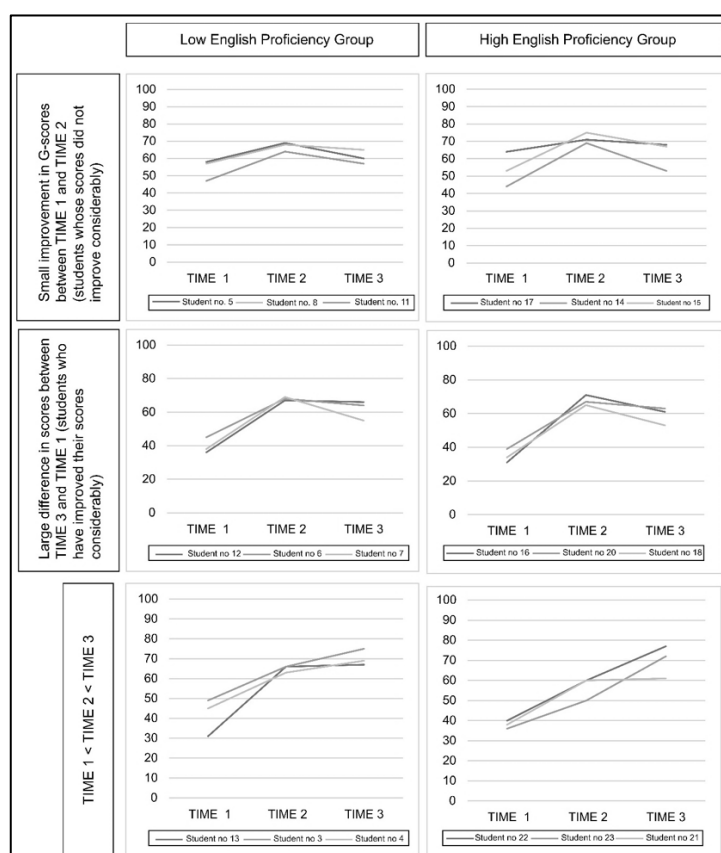 Low English Proficiency Group
High English Proficiency Group
Small improvement in G-scores
between TIME 1 and TIME 2
(students whose scores did not
improve considerably)
100
90
80
70
60
50
40
30
20
10
0
TIME 1 TIME 2 TIME 3
Student no. 5 Student no. 8 Student no. 11
100
90
80
70
60
50
40
30
20
10
0
TIME 1 TIME 2 TIME 3
Student no 17 Student no 14 Student no 15
Large difference in scores between
TIME 3 and TIME 1 (students who
have improved their scores
considerably)
100
80
60
40
20
0
TIME 1 TIME 2 TIME 3
Student no 12 Student no 6 Student no 7
100
80
60
40
20
0
TIME 1 TIME 2 TIME 3
Student no 16 Student no 20 Student no 18
TIME 1 < TIME 2 < TIME 3
100
90
80
70
60
50
40
30
20
10
0
TIME 1 TIME 2 TIME 3
Student no 13 Student no 3 Student no 4
100
90
80
70
60
50
40
30
20
10
0
TIME 1 TIME 2 TIME 3
Student no 22 Student no 23 Student no 21